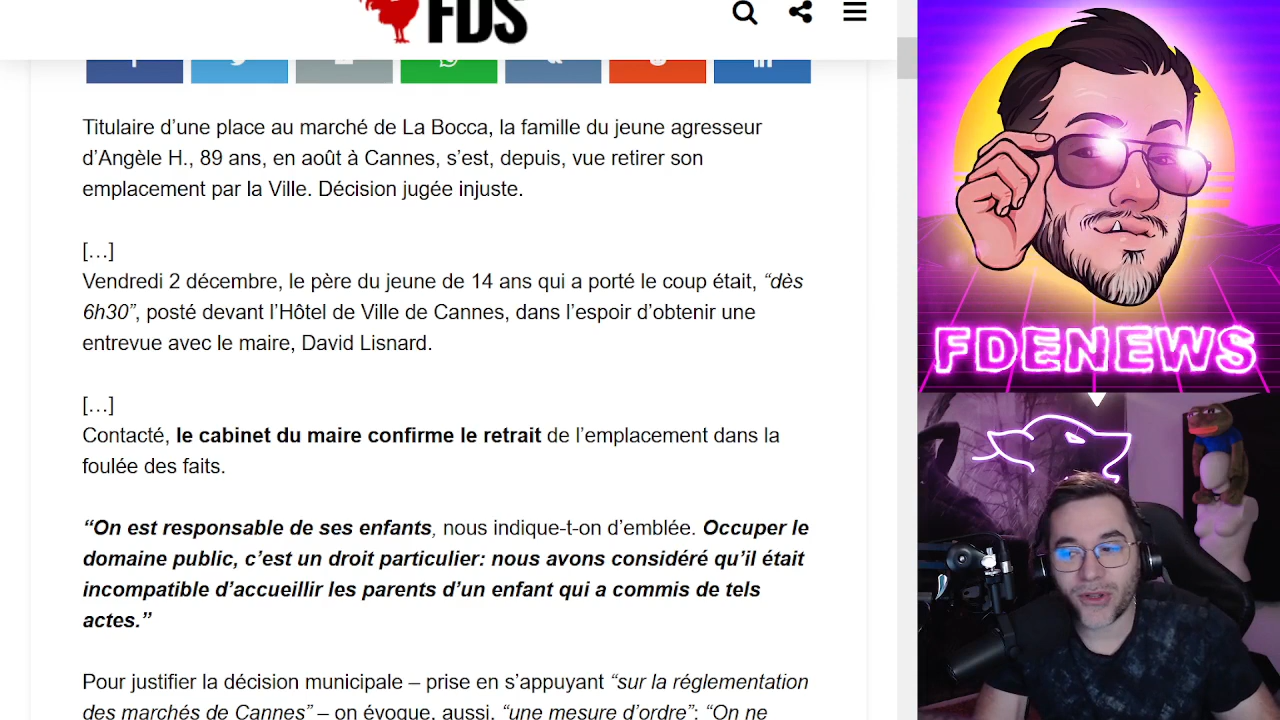 FDS
Titulaire d’une place au marché de La Bocca, la famille du jeune agresseur
d’Angèle H., 89 ans, en août à Cannes, s’est, depuis, vue retirer son
emplacement par la Ville. Décision jugée injuste.
[…]
Vendredi 2 décembre, le père du jeune de 14 ans qui a porté le coup était, “dès
6h30”, posté devant l’Hôtel de Ville de Cannes, dans l’espoir d’obtenir une
entrevue avec le maire, David Lisnard.
[…]
Contacté, le cabinet du maire confirme le retrait de l’emplacement dans la
foulée des faits.
“On est responsable de ses enfants, nous indique-t-on d’emblée. Occuper le
domaine public, c’est un droit particulier: nous avons considéré qu’il était
incompatible d’accueillir les parents d’un enfant qui a commis de tels
actes.”
Pour justifier la décision municipale – prise en s’appuyant “sur la réglementation
des marchés de Cannes” – on évoque, aussi, “une mesure d’ordre”: “On ne
FDENEWS